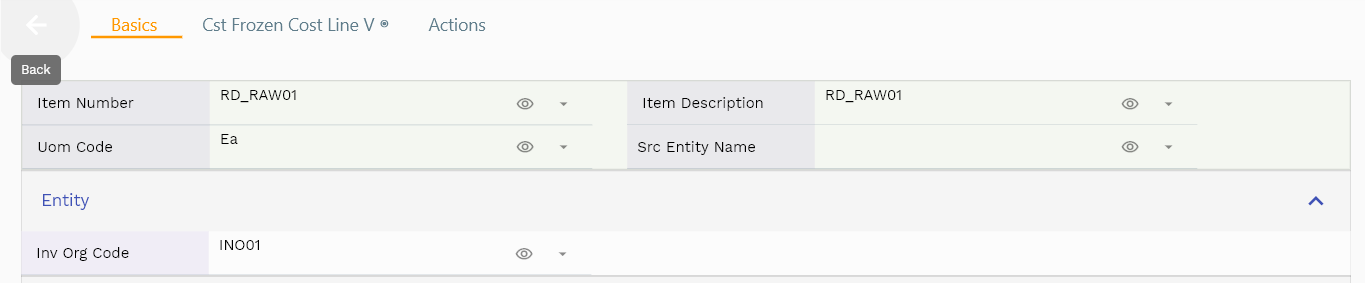 Basics Cst Frozen Cost Line V Actions
Back
Item Number RD_RAW01 Item Description RD_RAW01
Uom Code Ea Src Entity Name
Entity
Inv Org Code INO01